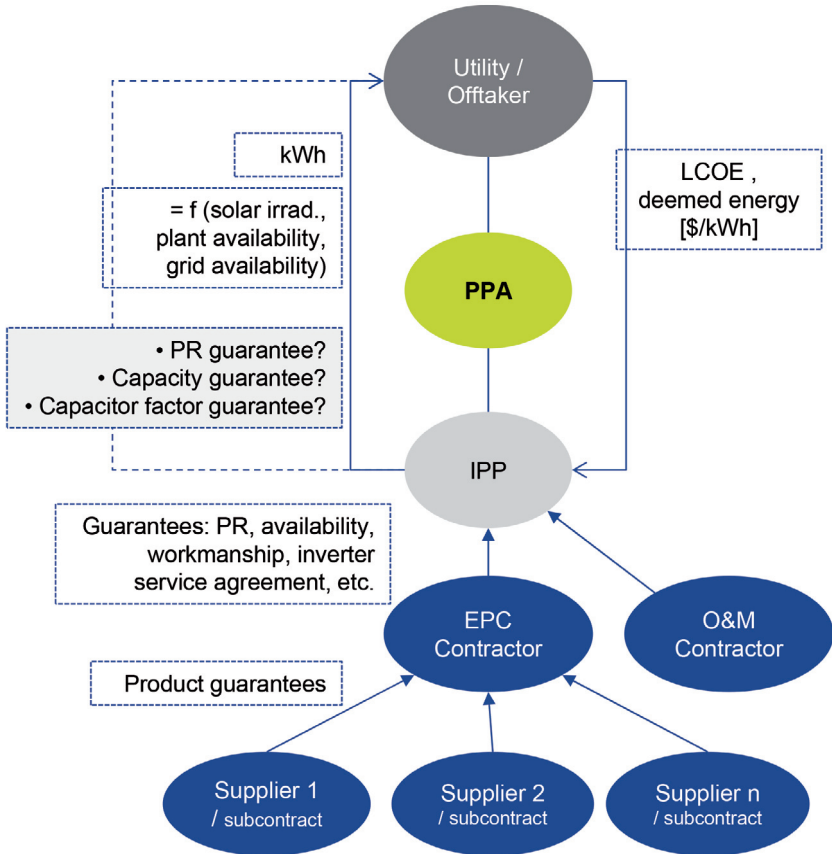 Utility /
Offtaker
kWh
= f (solar irrad.,
plant availability,
grid availability)
LCOE ,
deemed energy
[$/kWh]
PPA
• PR guarantee?
• Capacity guarantee?
• Capacitor factor guarantee?
IPP
Guarantees: PR, availability,
workmanship, inverter
service agreement, etc.
EPC
Contractor
O&M
Contractor
Product guarantees
Supplier 1
/ subcontract
Supplier 2
/ subcontract
Supplier n
/ subcontract